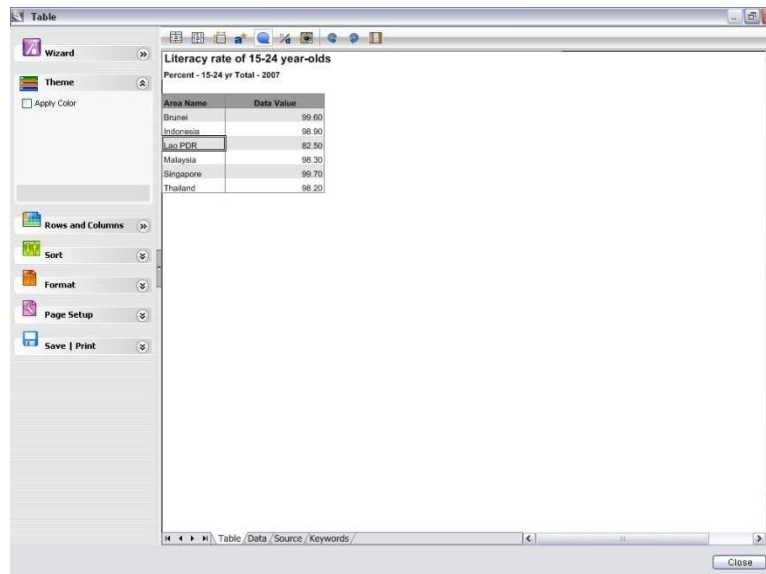 Table
Wizard
Theme
Apply Color
Rows and Columns
Sort
Format
Page Setup
Save | Print
Literacy rate of 15-24 year-olds
Percent - 15-24 yr Total - 2007
Area Name Data Value
Brunei 99.60
Indonesia 98.90
Lao PDR 82.50
Malaysia 98.30
Singapore 99.70
Thailand 98.20
Table Data Source Keywords
Close